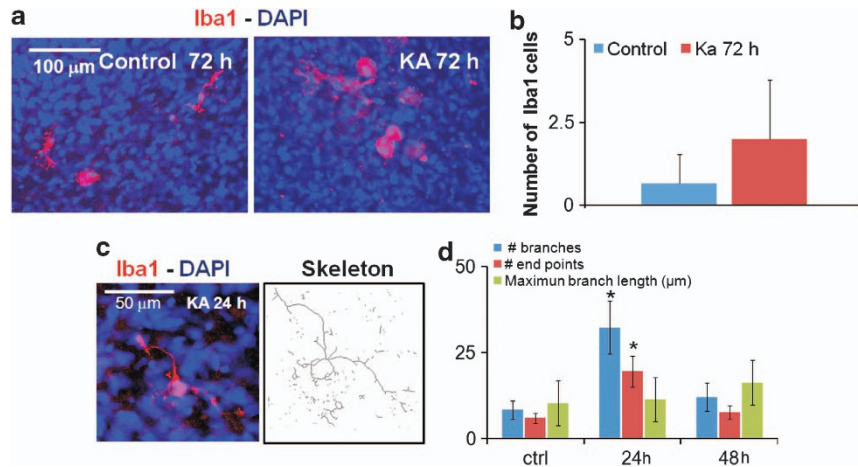 a
Iba1 - DAPI
100 μm
Control 72 h
KA 72 h
b
Number of Iba1 cells
5
2.5
0
Control
Ka 72 h
c
Iba1 - DAPI
50 μm
KA 24 h
Skeleton
d
# branches
# end points
Maximun branch length (μm)
50
25
0
*
*
ctrl
24h
48h